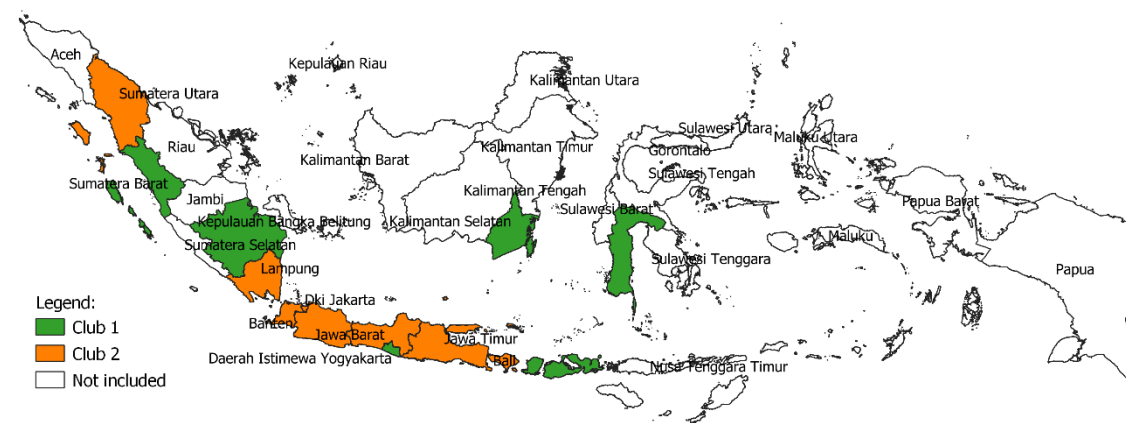 Aceh
Kepulauan Riau
Kalimantan Utara
Sumatera Utara
Sulawesi Utara
Maluku Utara
Riau
Kalimantan Barat
Kalimantan Timur
Gorontalo
Sulawesi Tengah
Sumatera Barat
Jambi
Kalimantan Tengah
Papua Barat
Sulawesi Barat
Kepulauan Bangka Belitung
Kalimantan Selatan
Maluku
Sumatera Selatan
Sulawesi Tenggara
Lampung
Papua
Dki Jakarta
Legend:
Club 1
Club 2
Not included
Banten
Jawa Barat
Jawa Timur
Daerah Istimewa Yogyakarta
Bali
Nusa Tenggara Timur